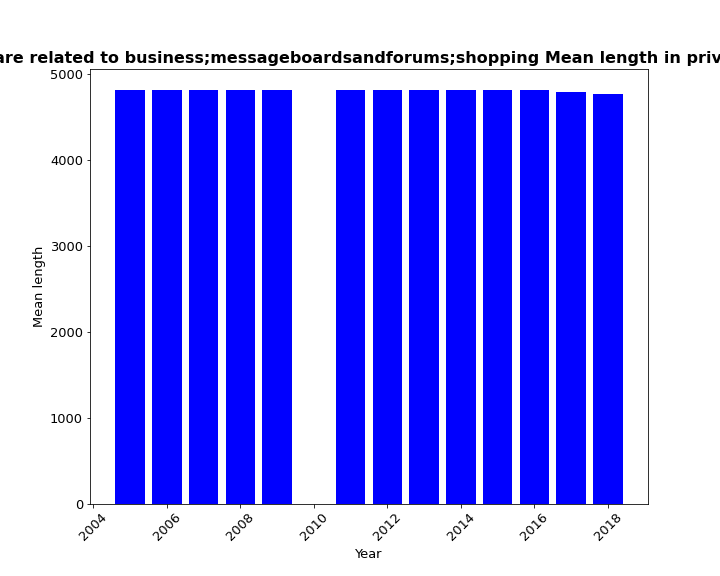 are related to business;messageboardsandforums;shopping Mean length in priv
5000
4000
3000
2000
1000
0
Mean length
2004 2006 2008 2010 2012 2014 2016 2018
Year